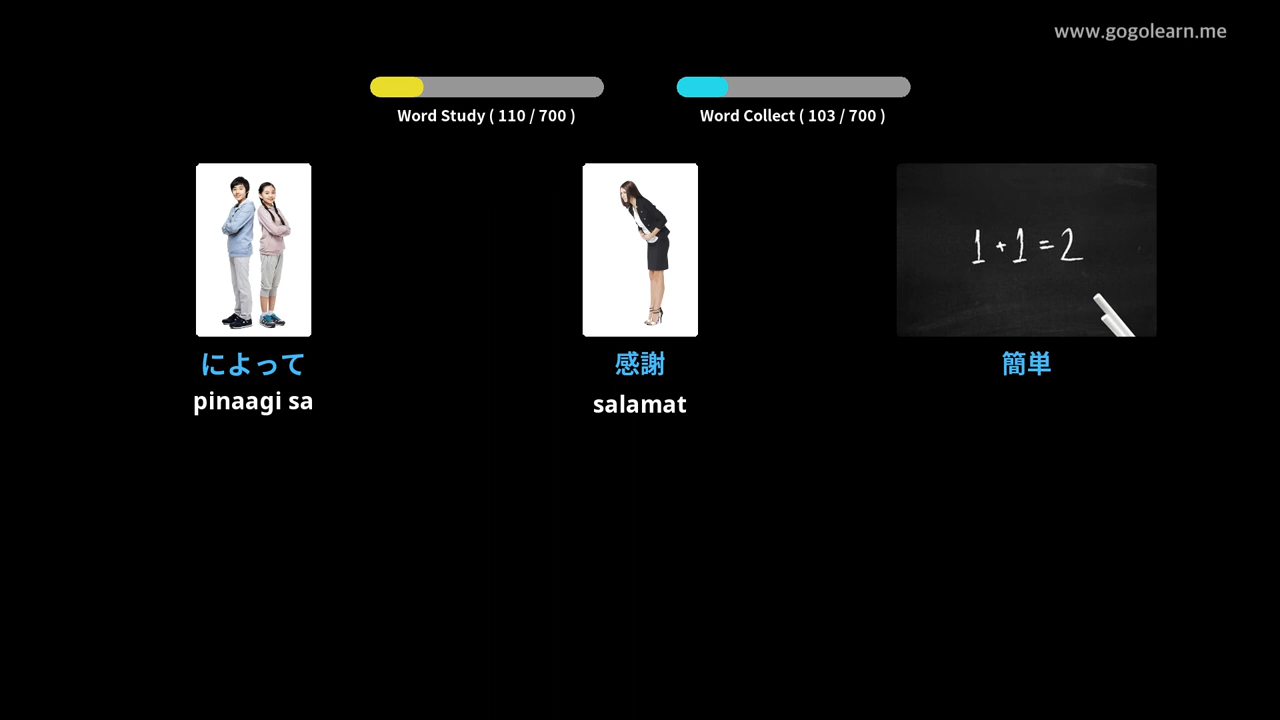 www.gogolearn.me
Word Study ( 110 / 700 )
Word Collect ( 103 / 700 )
1 + 1 = 2
によって
感謝
簡単
pinaagi sa
salamat